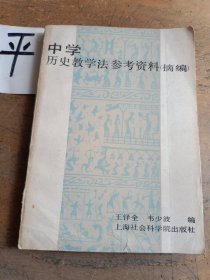 平
中学
历史教学法参考资料(摘编)
王铎全 韦少波 编
上海社会科学院出版社